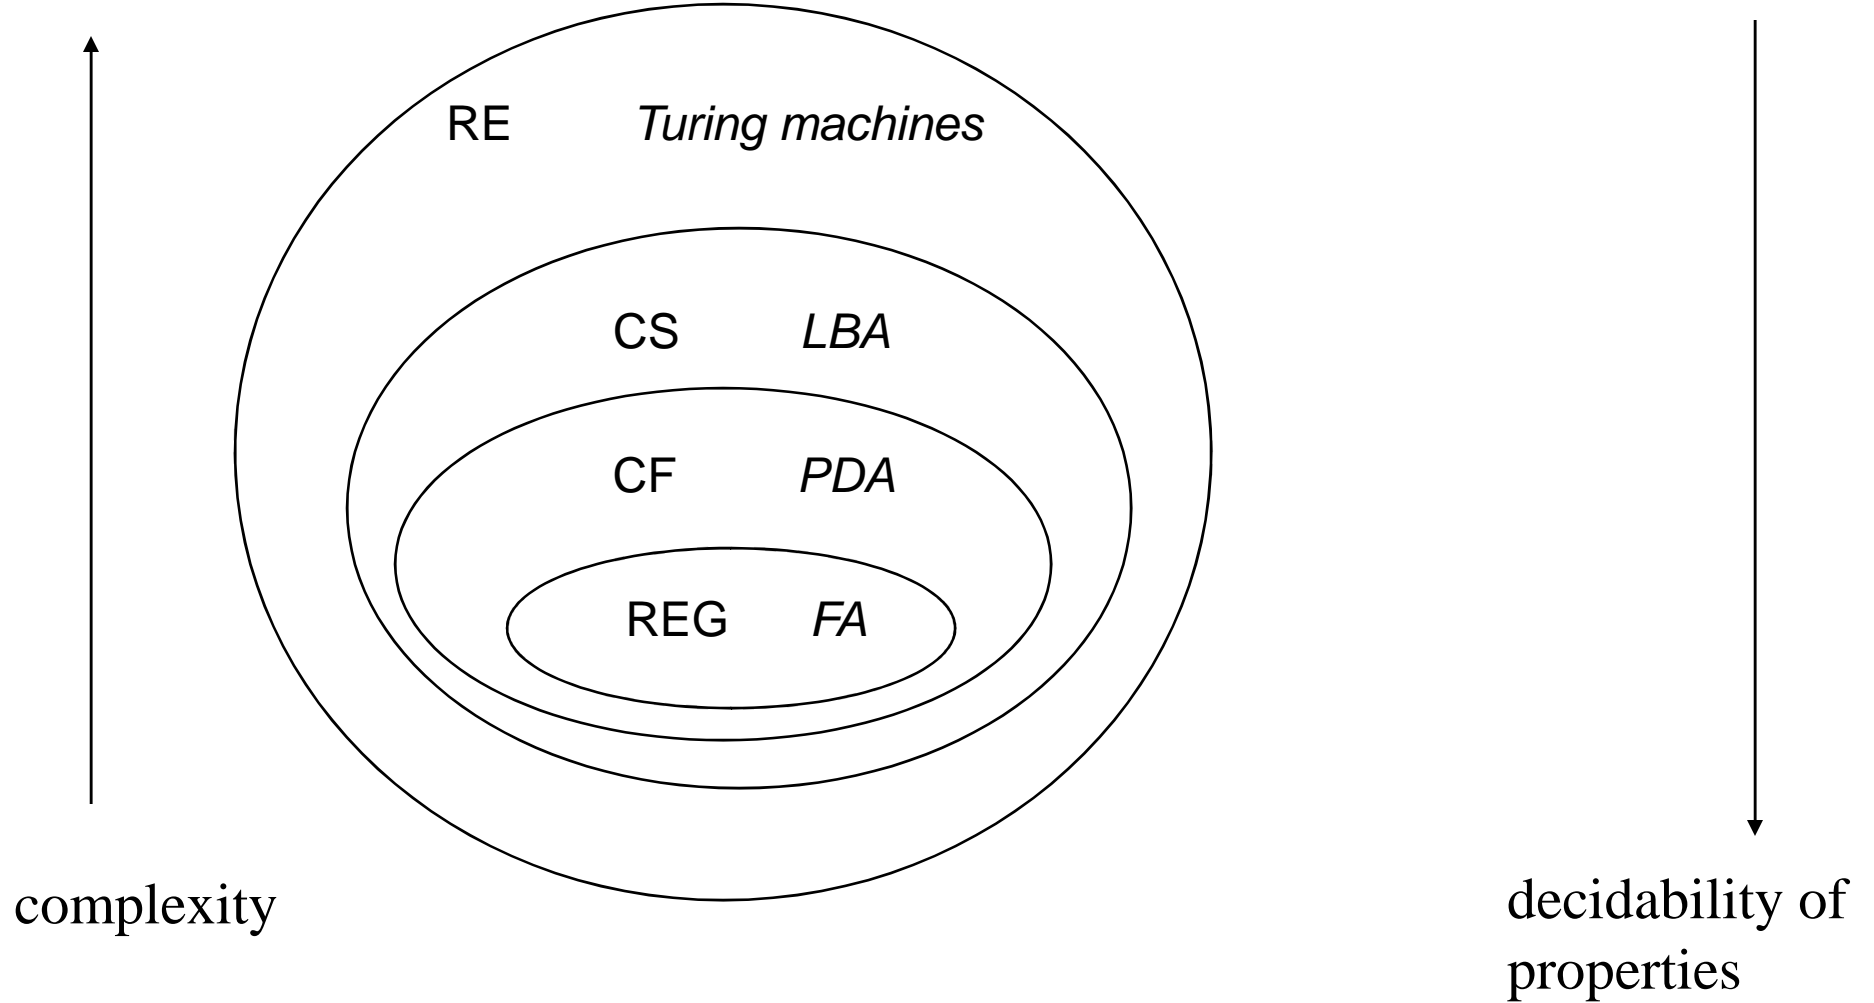 RE Turing machines
CS LBA
CF PDA
REG FA
complexity
decidability of
properties